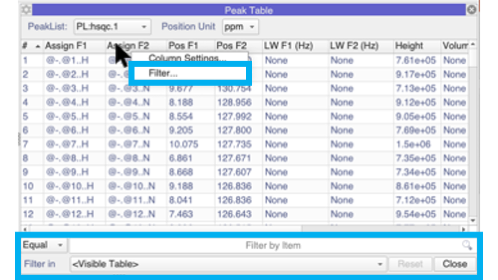 Peak Table
PeakList: PL:hsqc.1 Position Unit ppm
# Assign F1 Assign F2 Pos F1 Pos F2 LW F1 (Hz) LW F2 (Hz) Height Volum
1 @-.@1..H None None 7.61e+05 None
Column Settings...
2 @-.@2..H None None 9.17e+05 None
Filter...
3 @-.@3..H @-.@3..N 9.677 130.754 None None 7.13e+05 None
4 @-.@4..H @-.@4..N 8.188 128.956 None None 9.12e+05 None
5 @-.@5..H @-.@5..N 8.554 127.992 None None 9.05e+05 None
6 @-.@6..H @-.@6..N 9.205 127.800 None None 7.69e+05 None
7 @-.@7..H @-.@7..N 10.075 127.735 None None 1.5e+06 None
8 @-.@8..H @-.@8..N 6.861 127.671 None None 7.35e+05 None
9 @-.@9..H @-.@9..N 8.668 127.607 None None 7.34e+05 None
10 @-.@10..H @-.@10..N 9.188 126.836 None None 8.61e+05 None
11 @-.@11..H @-.@11..N 8.041 126.836 None None 7.12e+05 None
12 @-.@12..H @-.@12..N 7.463 126.643 None None 9.54e+05 None
Equal Filter by Item
Filter in <Visible Table> Reset Close